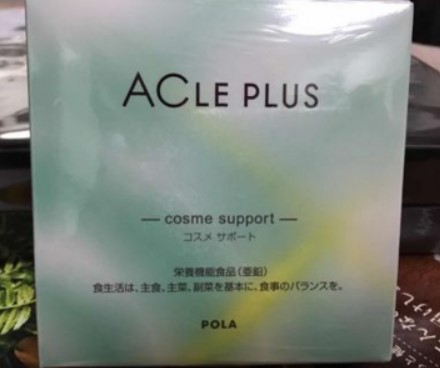 ACLE PLUS
— cosme support —
コスメ サポート
栄養機能食品(亜鉛)
食生活は、主食、主菜、副菜を基本に、食事のバランスを。
POLA